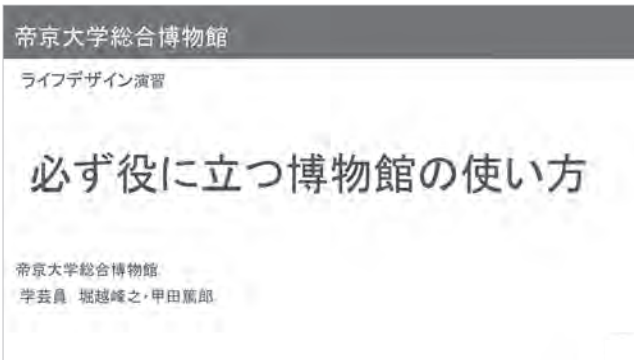 帝京大学総合博物館
ライフデザイン演習
必ず役に立つ博物館の使い方
帝京大学総合博物館
学芸員 堀越峰之・甲田篤郎